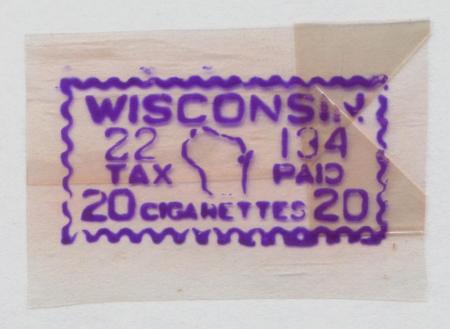 WISCONSIN
22 134
TAX PAID
20 CIGARETTES 20